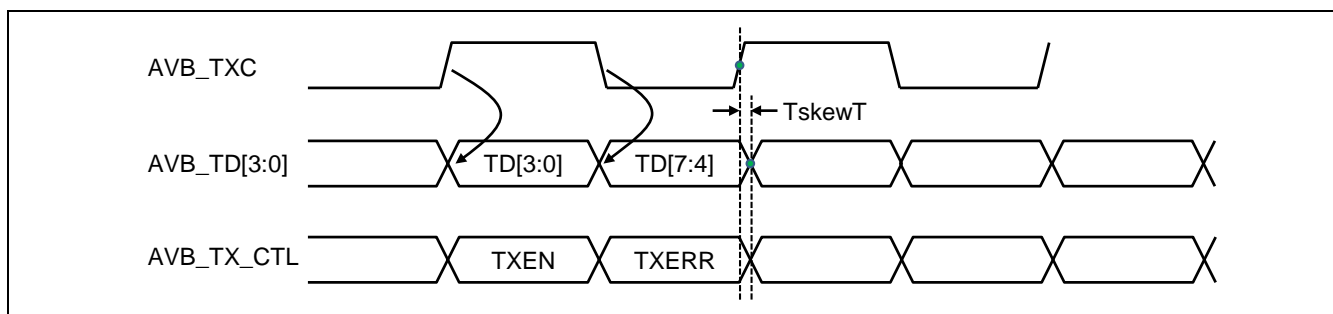 AVB_TXC
TskewT
AVB_TD[3:0] TD[3:0] TD[7:4]
AVB_TX_CTL TXEN TXERR